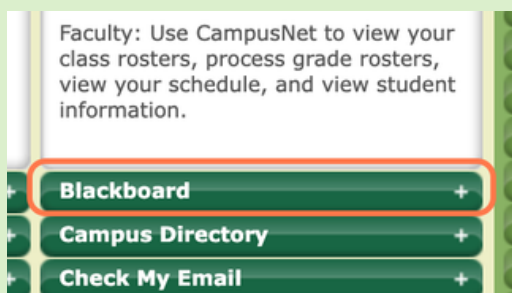 Faculty: Use CampusNet to view your
class rosters, process grade rosters,
view your schedule, and view student
information.
Blackboard +
Campus Directory +
Check My Email +